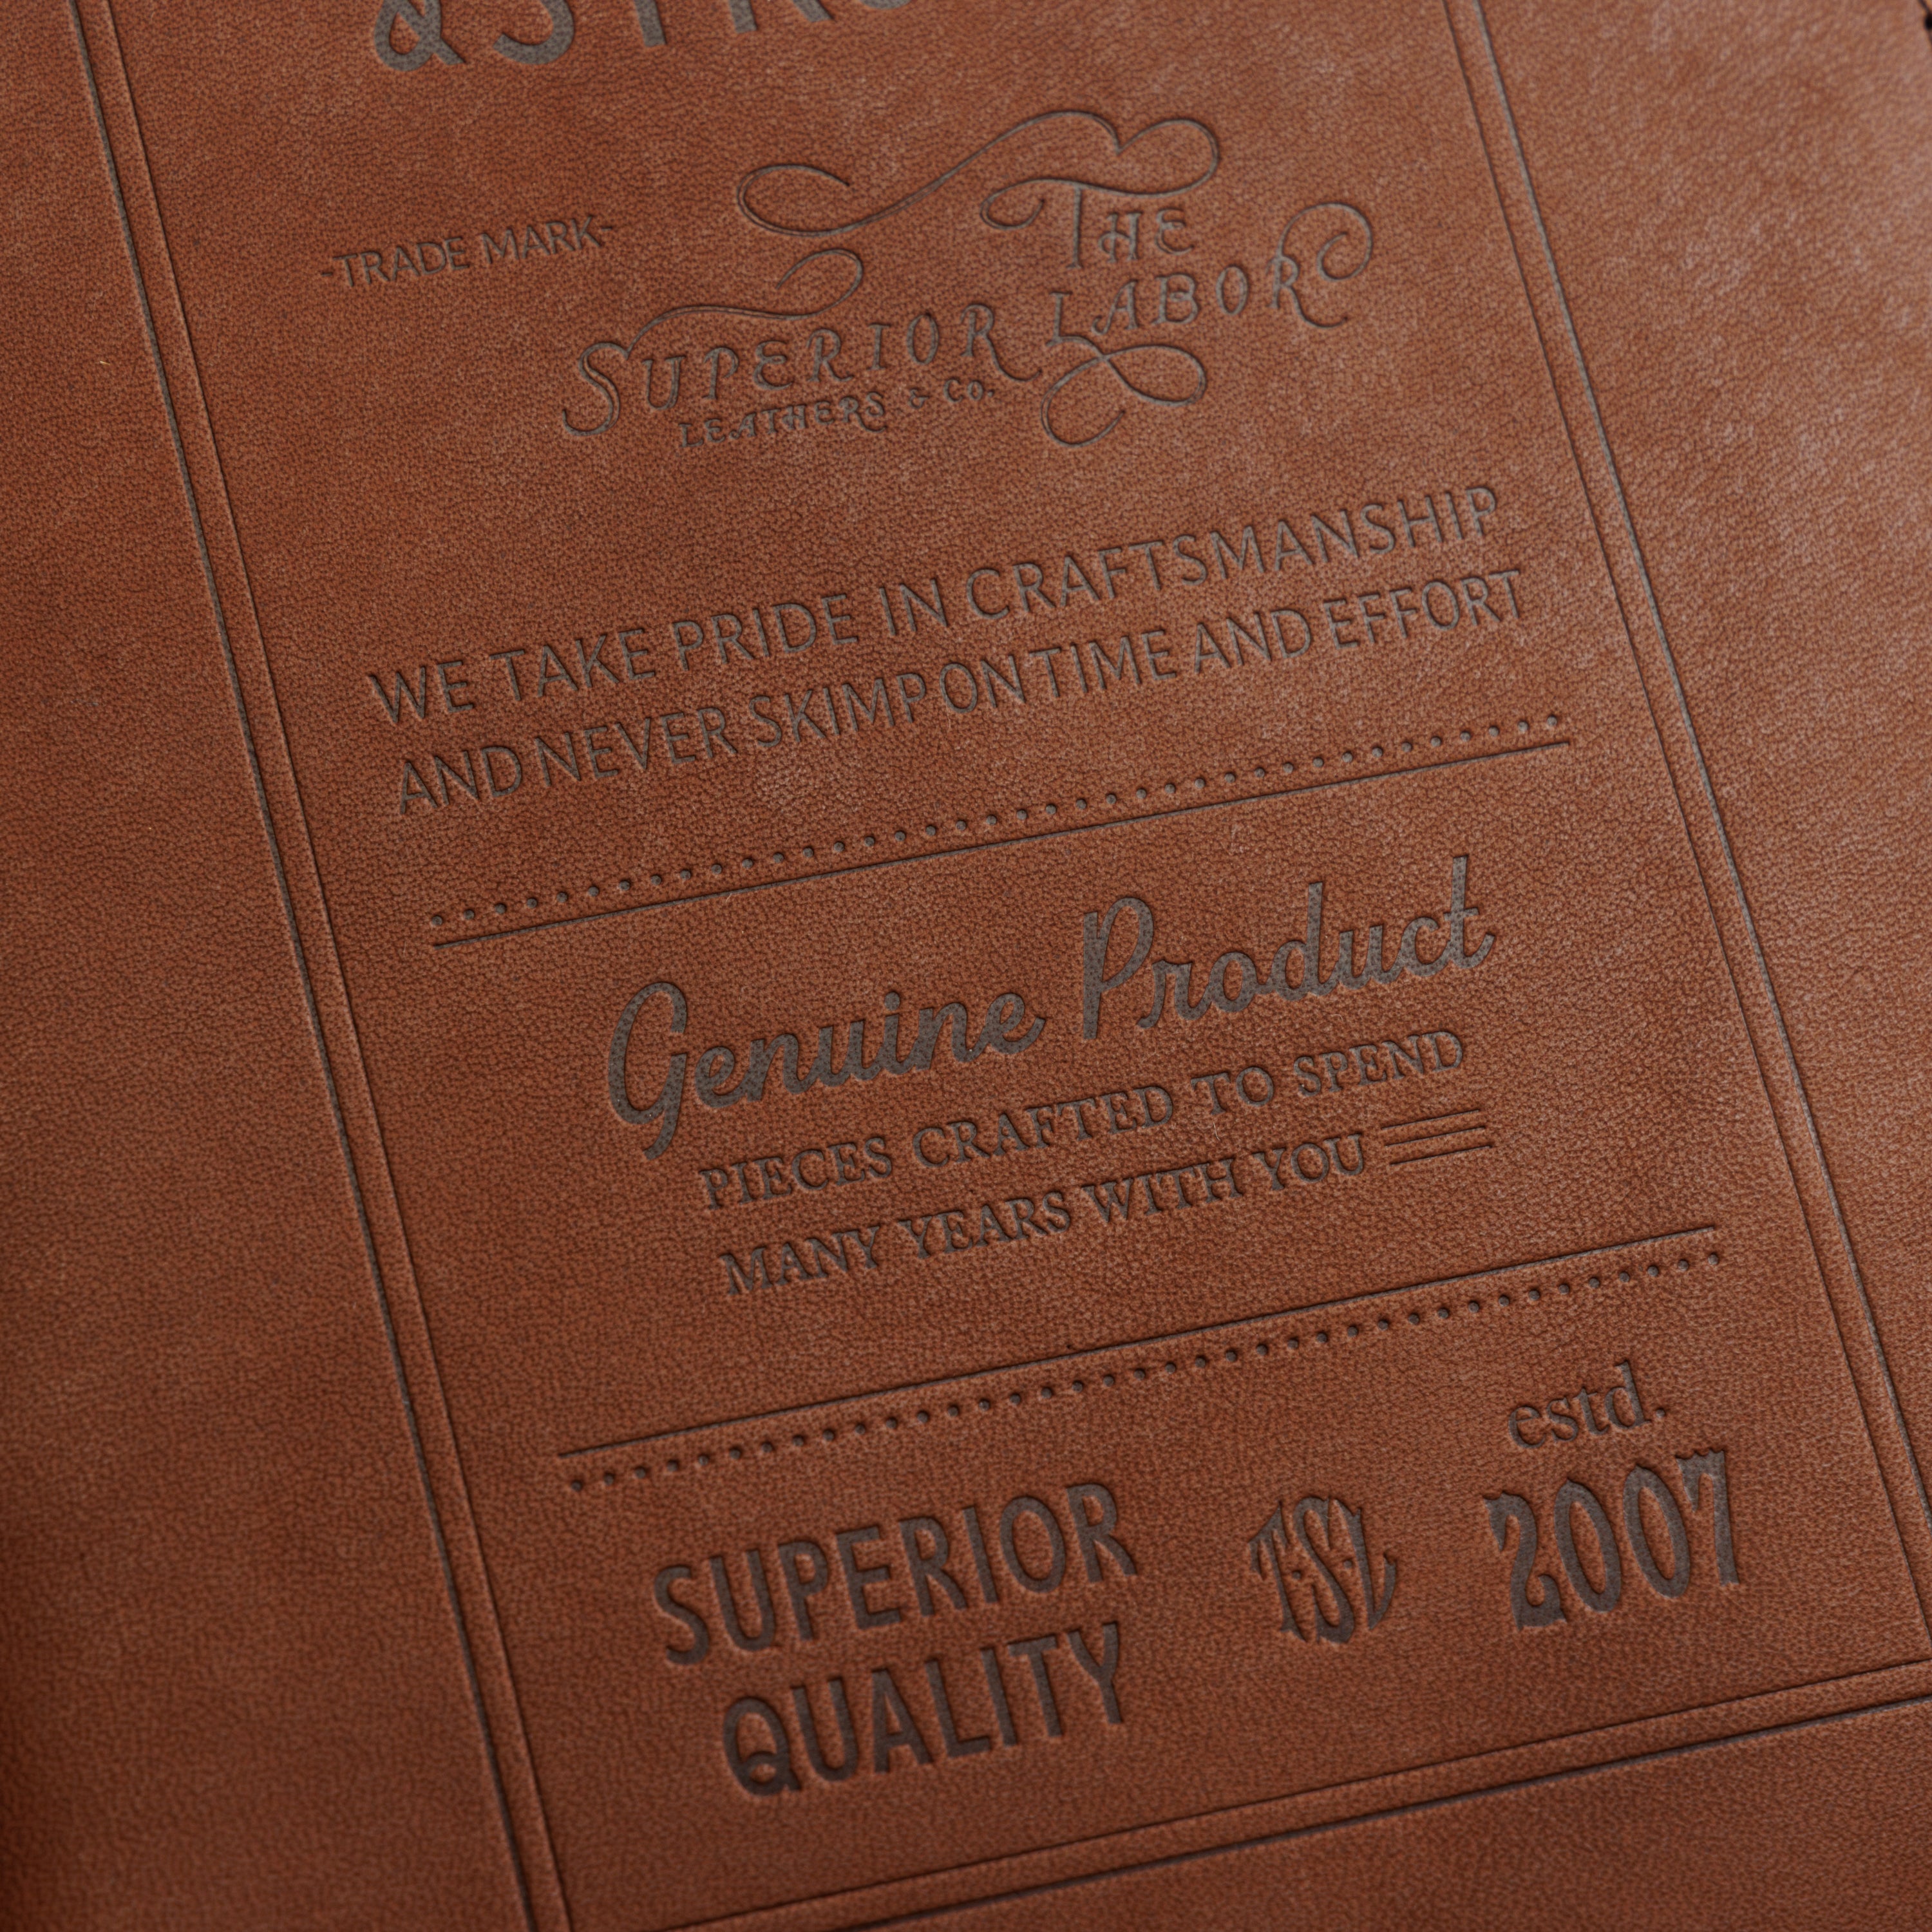 -TRADE MARK-
THE
SUPERIOR LABOR
LEATHERS & CO.
WE TAKE PRIDE IN CRAFTSMANSHIP
AND NEVER SKIMP ON TIME AND EFFORT
Genuine Product
PIECES CRAFTED TO SPEND
MANY YEARS WITH YOU
estd.
SUPERIOR
QUALITY
TSL
2007